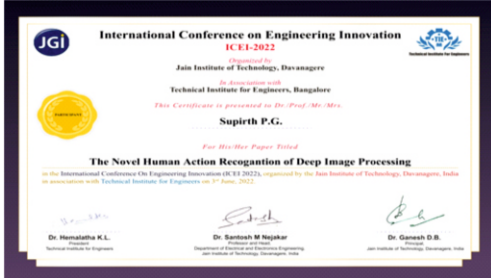 JGi
International Conference on Engineering Innovation
ICEI-2022
Technical Institute for Engineers
Organized by
Jain Institute of Technology, Davanagere
In Association with
Technical Institute for Engineers, Bangalore
This Certificate is presented to Dr./Prof./Mr./Mrs
PARTICIPANT
Supirth P.G.
For His/Her Paper Titled
The Novel Human Action Recogantion of Deep Image Processing
in the International Conference On Engineering Innovation (ICEI 2022), organized by the Jain Institute of Technology, Davangere, India
in association with Technical Institute for Engineers on 3rd June, 2022.
Dr. Hemalatha K.L.
President
Technical Institute for Engineers
Dr. Santosh M Nejakar
Professor and Head,
Department of Electrical and Electronics Engineering
Jain Institute of Technology, Davanagere, India
Dr. Ganesh D.B.
Principal,
Jain Institute of Technology, Davanagere, India